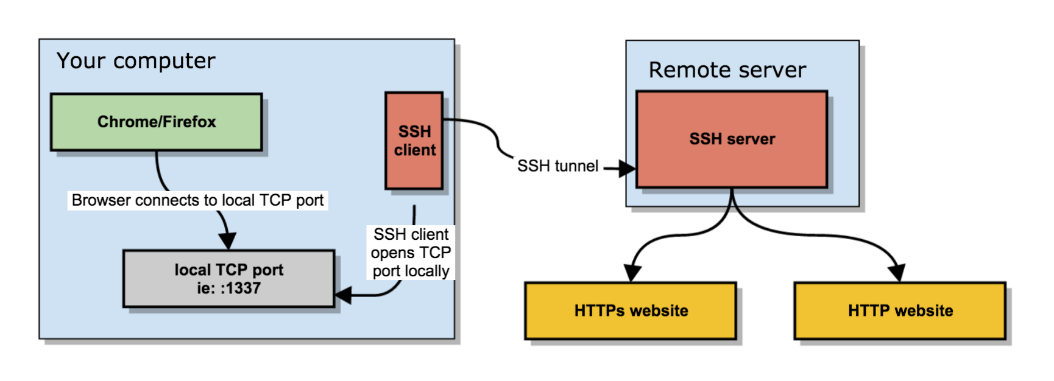 Your computer
Remote server
Chrome/Firefox
SSH
client
SSH server
SSH tunnel
Browser connects to local TCP port
SSH client
opens TCP
port locally
local TCP port
ie: :1337
HTTPs website
HTTP website